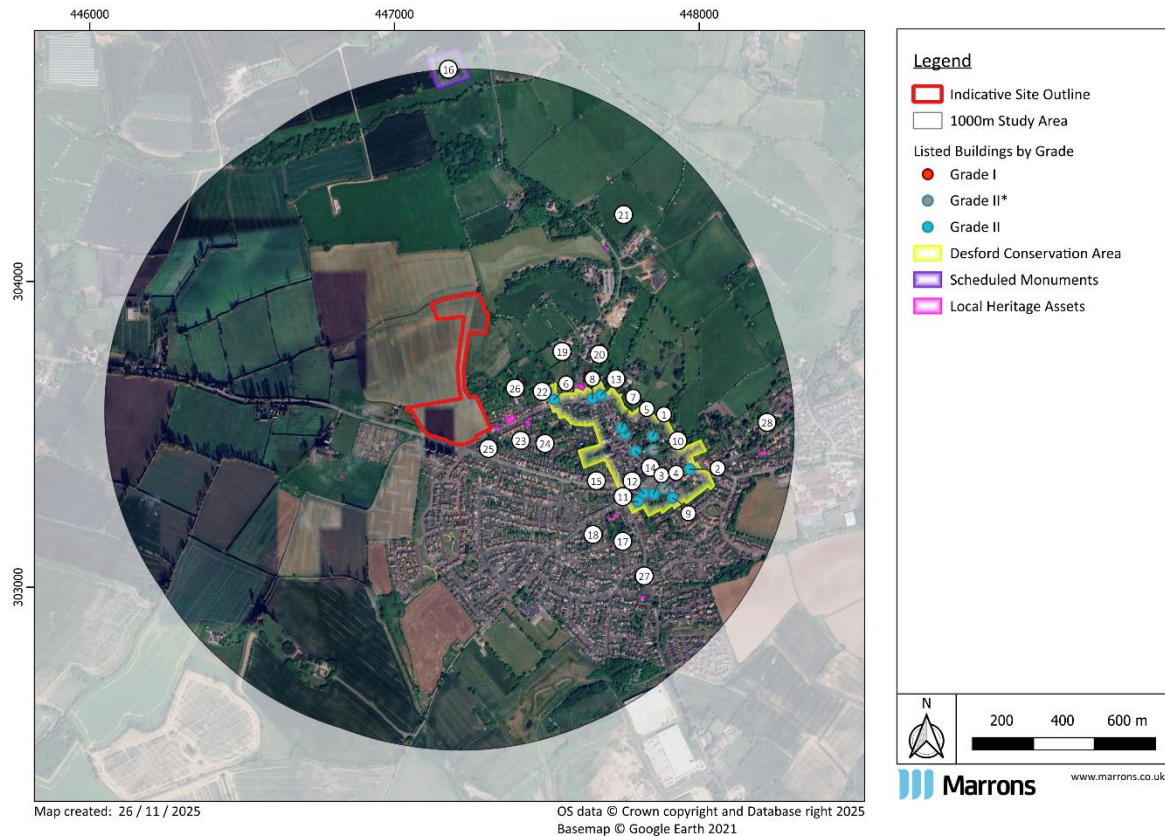 446000
447000
448000
304000
303000
16
21
19
20
26
22
6
8
13
7
5
1
10
25
23
24
14
3
4
2
15
12
11
9
18
17
27
28
Legend
Indicative Site Outline
1000m Study Area
Listed Buildings by Grade
Grade I
Grade II*
Grade II
Desford Conservation Area
Scheduled Monuments
Local Heritage Assets
N
200 400 600 m
Marrons
www.marrons.co.uk
Map created: 26 / 11 / 2025
OS data © Crown copyright and Database right 2025
Basemap © Google Earth 2021